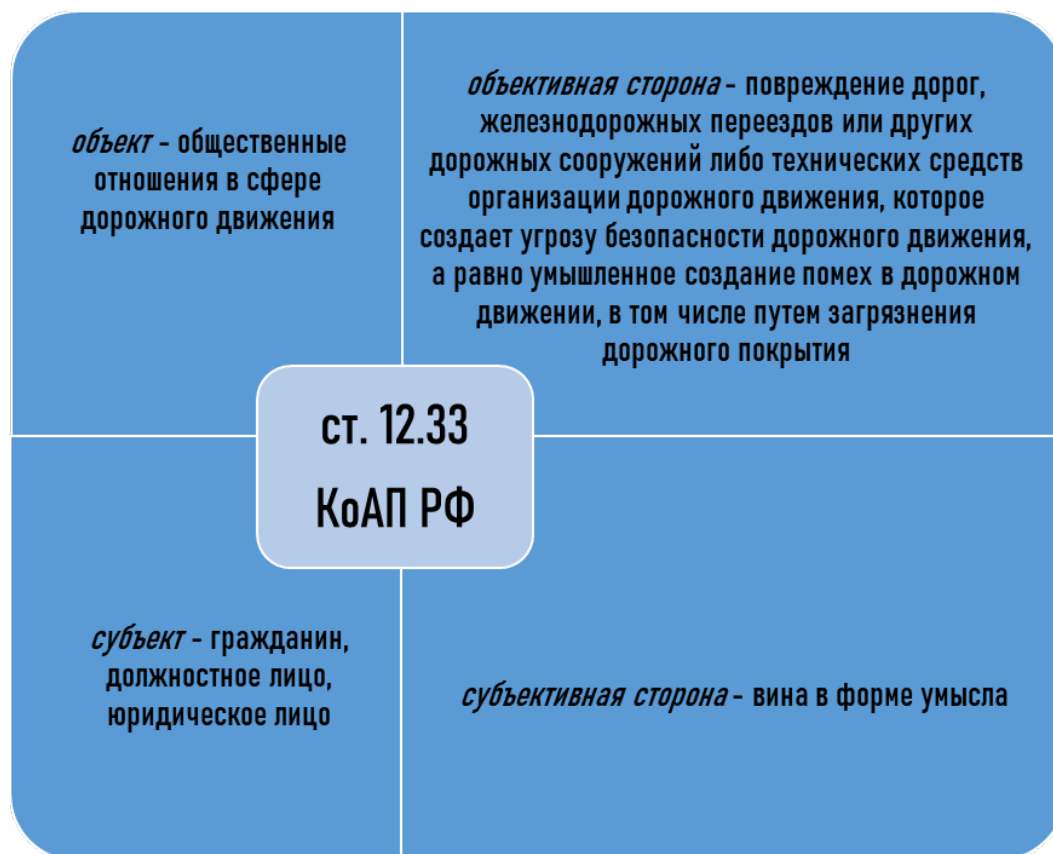 объект - общественные
отношения в сфере
дорожного движения
объективная сторона - повреждение дорог,
железнодорожных переездов или других
дорожных сооружений либо технических средств
организации дорожного движения, которое
создает угрозу безопасности дорожного движения,
а равно умышленное создание помех в дорожном
движении, в том числе путем загрязнения
дорожного покрытия
ст. 12.33
КоАП РФ
субъект - гражданин,
должностное лицо,
юридическое лицо
субъективная сторона - вина в форме умысла